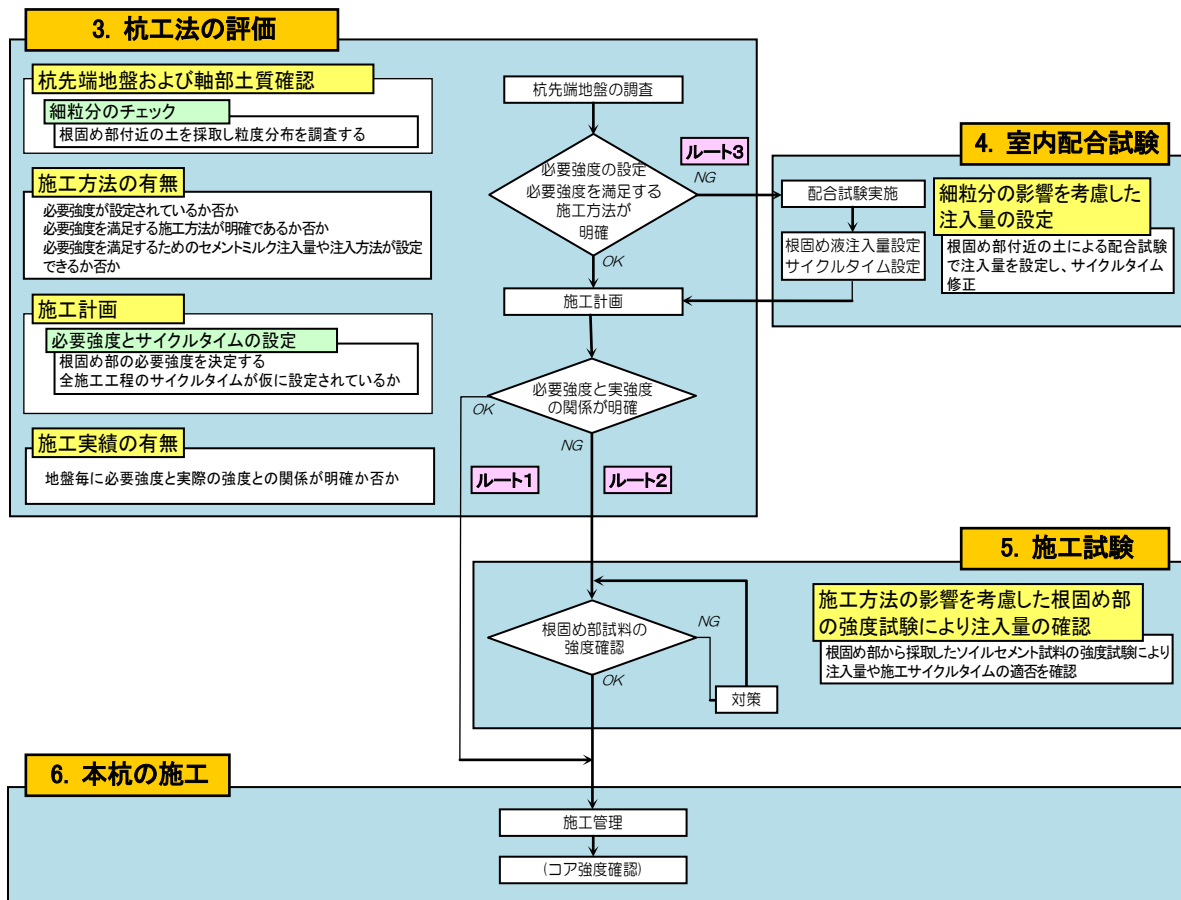 3. 杭工法の評価
杭先端地盤および軸部土質確認
細粒分のチェック
根固め部付近の土を採取し粒度分布を調査する
施工方法の有無
必要強度が設定されているか否か
必要強度を満足する施工方法が明確であるか否か
必要強度を満足するためのセメントミルク注入量や注入方法が設定
できるか否か
施工計画
必要強度とサイクルタイムの設定
根固め部の必要強度を決定する
全施工工程のサイクルタイムが仮に設定されているか
施工実績の有無
地盤毎に必要強度と実際の強度との関係が明確か否か
杭先端地盤の調査
必要強度の設定
必要強度を満足する
施工方法が
明確
ルート3
NG
OK
施工計画
必要強度と実強度
の関係が明確
OK
NG
ルート1
ルート2
4. 室内配合試験
配合試験実施
根固め液注入量設定
サイクルタイム設定
細粒分の影響を考慮した
注入量の設定
根固め部付近の土による配合試験
で注入量を設定し、サイクルタイム
修正
5. 施工試験
根固め部試料の
強度確認
NG
OK
対策
施工方法の影響を考慮した根固め部
の強度試験により注入量の確認
根固め部から採取したソイルセメント試料の強度試験により
注入量や施工サイクルタイムの適否を確認
6. 本杭の施工
施工管理
(コア強度確認)